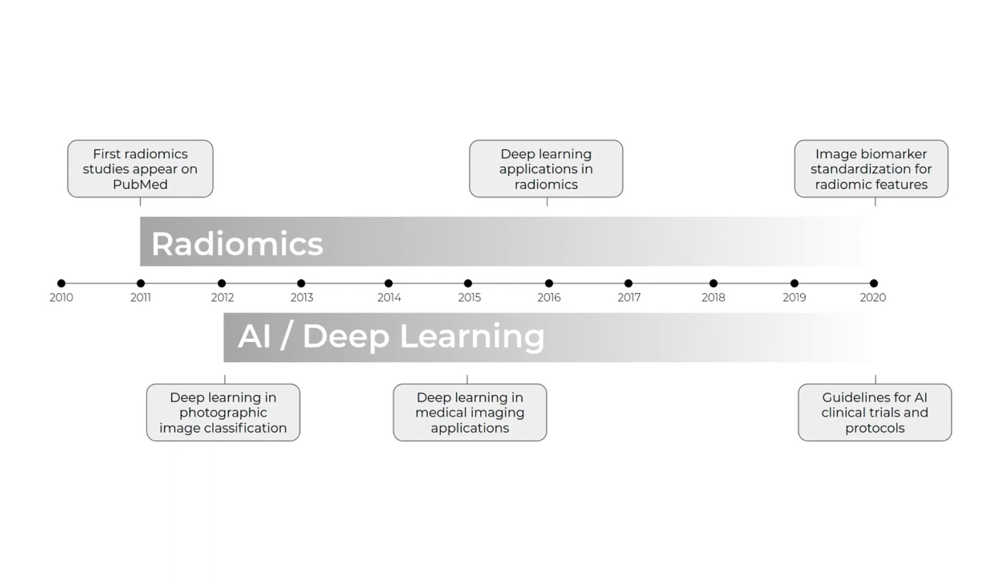 First radiomics
studies appear on
PubMed
Deep learning
applications in
radiomics
Image biomarker
standardization for
radiomic features
Radiomics
2010 2011 2012 2013 2014 2015 2016 2017 2018 2019 2020
AI / Deep Learning
Deep learning in
photographic
image classification
Deep learning in
medical imaging
applications
Guidelines for AI
clinical trials and
protocols